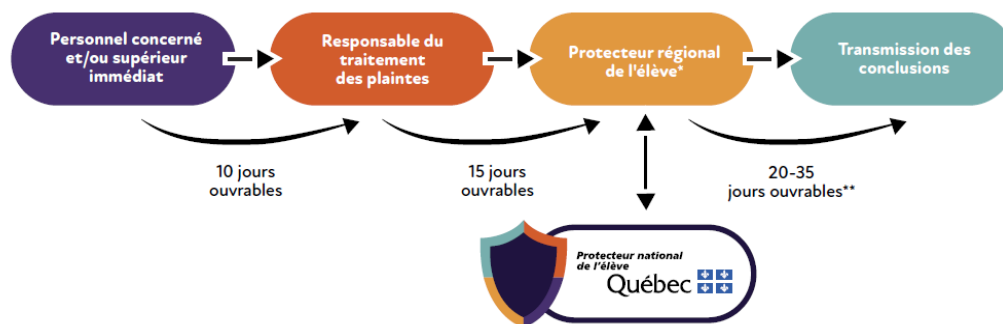 Personnel concerné
et/ou supérieur
immédiat
Responsable du
traitement
des plaintes
Protecteur régional
de l'élève*
Transmission des
conclusions
10 jours
ouvrables
15 jours
ouvrables
20-35
jours ouvrables**
Protecteur national
de l'élève
Québec